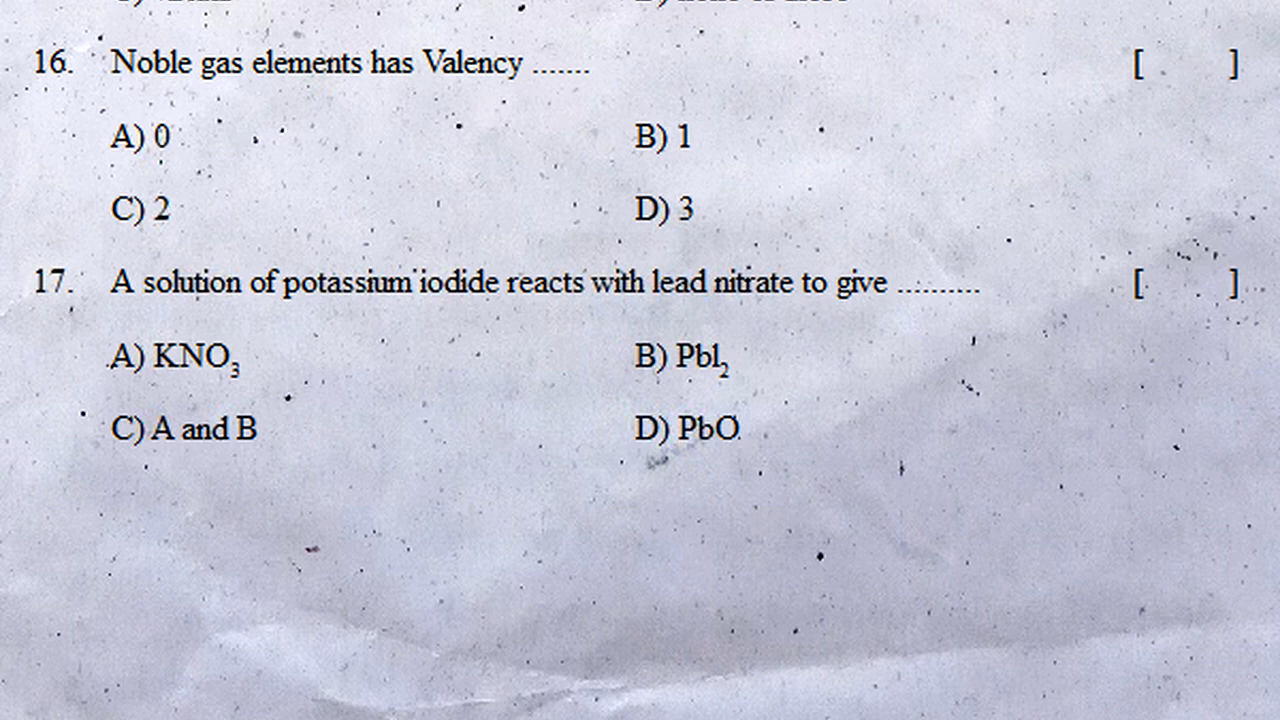 16. Noble gas elements has Valency ....... [ ]
A) 0 B) 1
C) 2 D) 3
17. A solution of potassium iodide reacts with lead nitrate to give .......... [ ]
A) KNO₃ B) PbI₂
C) A and B D) PbO